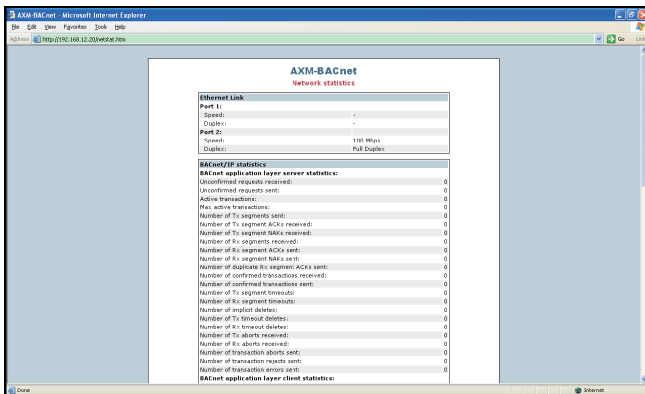 AXM-BACnet - Microsoft Internet Explorer
File Edit View Favorites Tools Help
Address http://192.168.12.20/netstat.htm Go Link
AXM-BACnet
Network statistics
Ethernet Link
Port 1:
Speed: -
Duplex: -
Port 2:
Speed: 100 Mbps
Duplex: Full Duplex
BACnet/IP statistics
BACnet application layer server statistics:
Unconfirmed requests received: 0
Unconfirmed requests sent: 0
Active transactions: 0
Max active transactions: 0
Number of Tx segments sent: 0
Number of Tx segment ACKs received: 0
Number of Tx segment NAKs received: 0
Number of Rx segments received: 0
Number of Rx segment ACKs sent: 0
Number of Rx segment NAKs sent: 0
Number of duplicate Rx segment ACKs sent: 0
Number of confirmed transactions received: 0
Number of confirmed transactions sent: 0
Number of Tx segment timeouts: 0
Number of Rx segment timeouts: 0
Number of implicit deletes: 0
Number of Tx timeout deletes: 0
Number of Rx timeout deletes: 0
Number of Tx aborts received: 0
Number of Rx aborts received: 0
Number of transaction aborts sent: 0
Number of transaction rejects sent: 0
Number of transaction errors sent: 0
BACnet application layer client statistics:
Done Internet